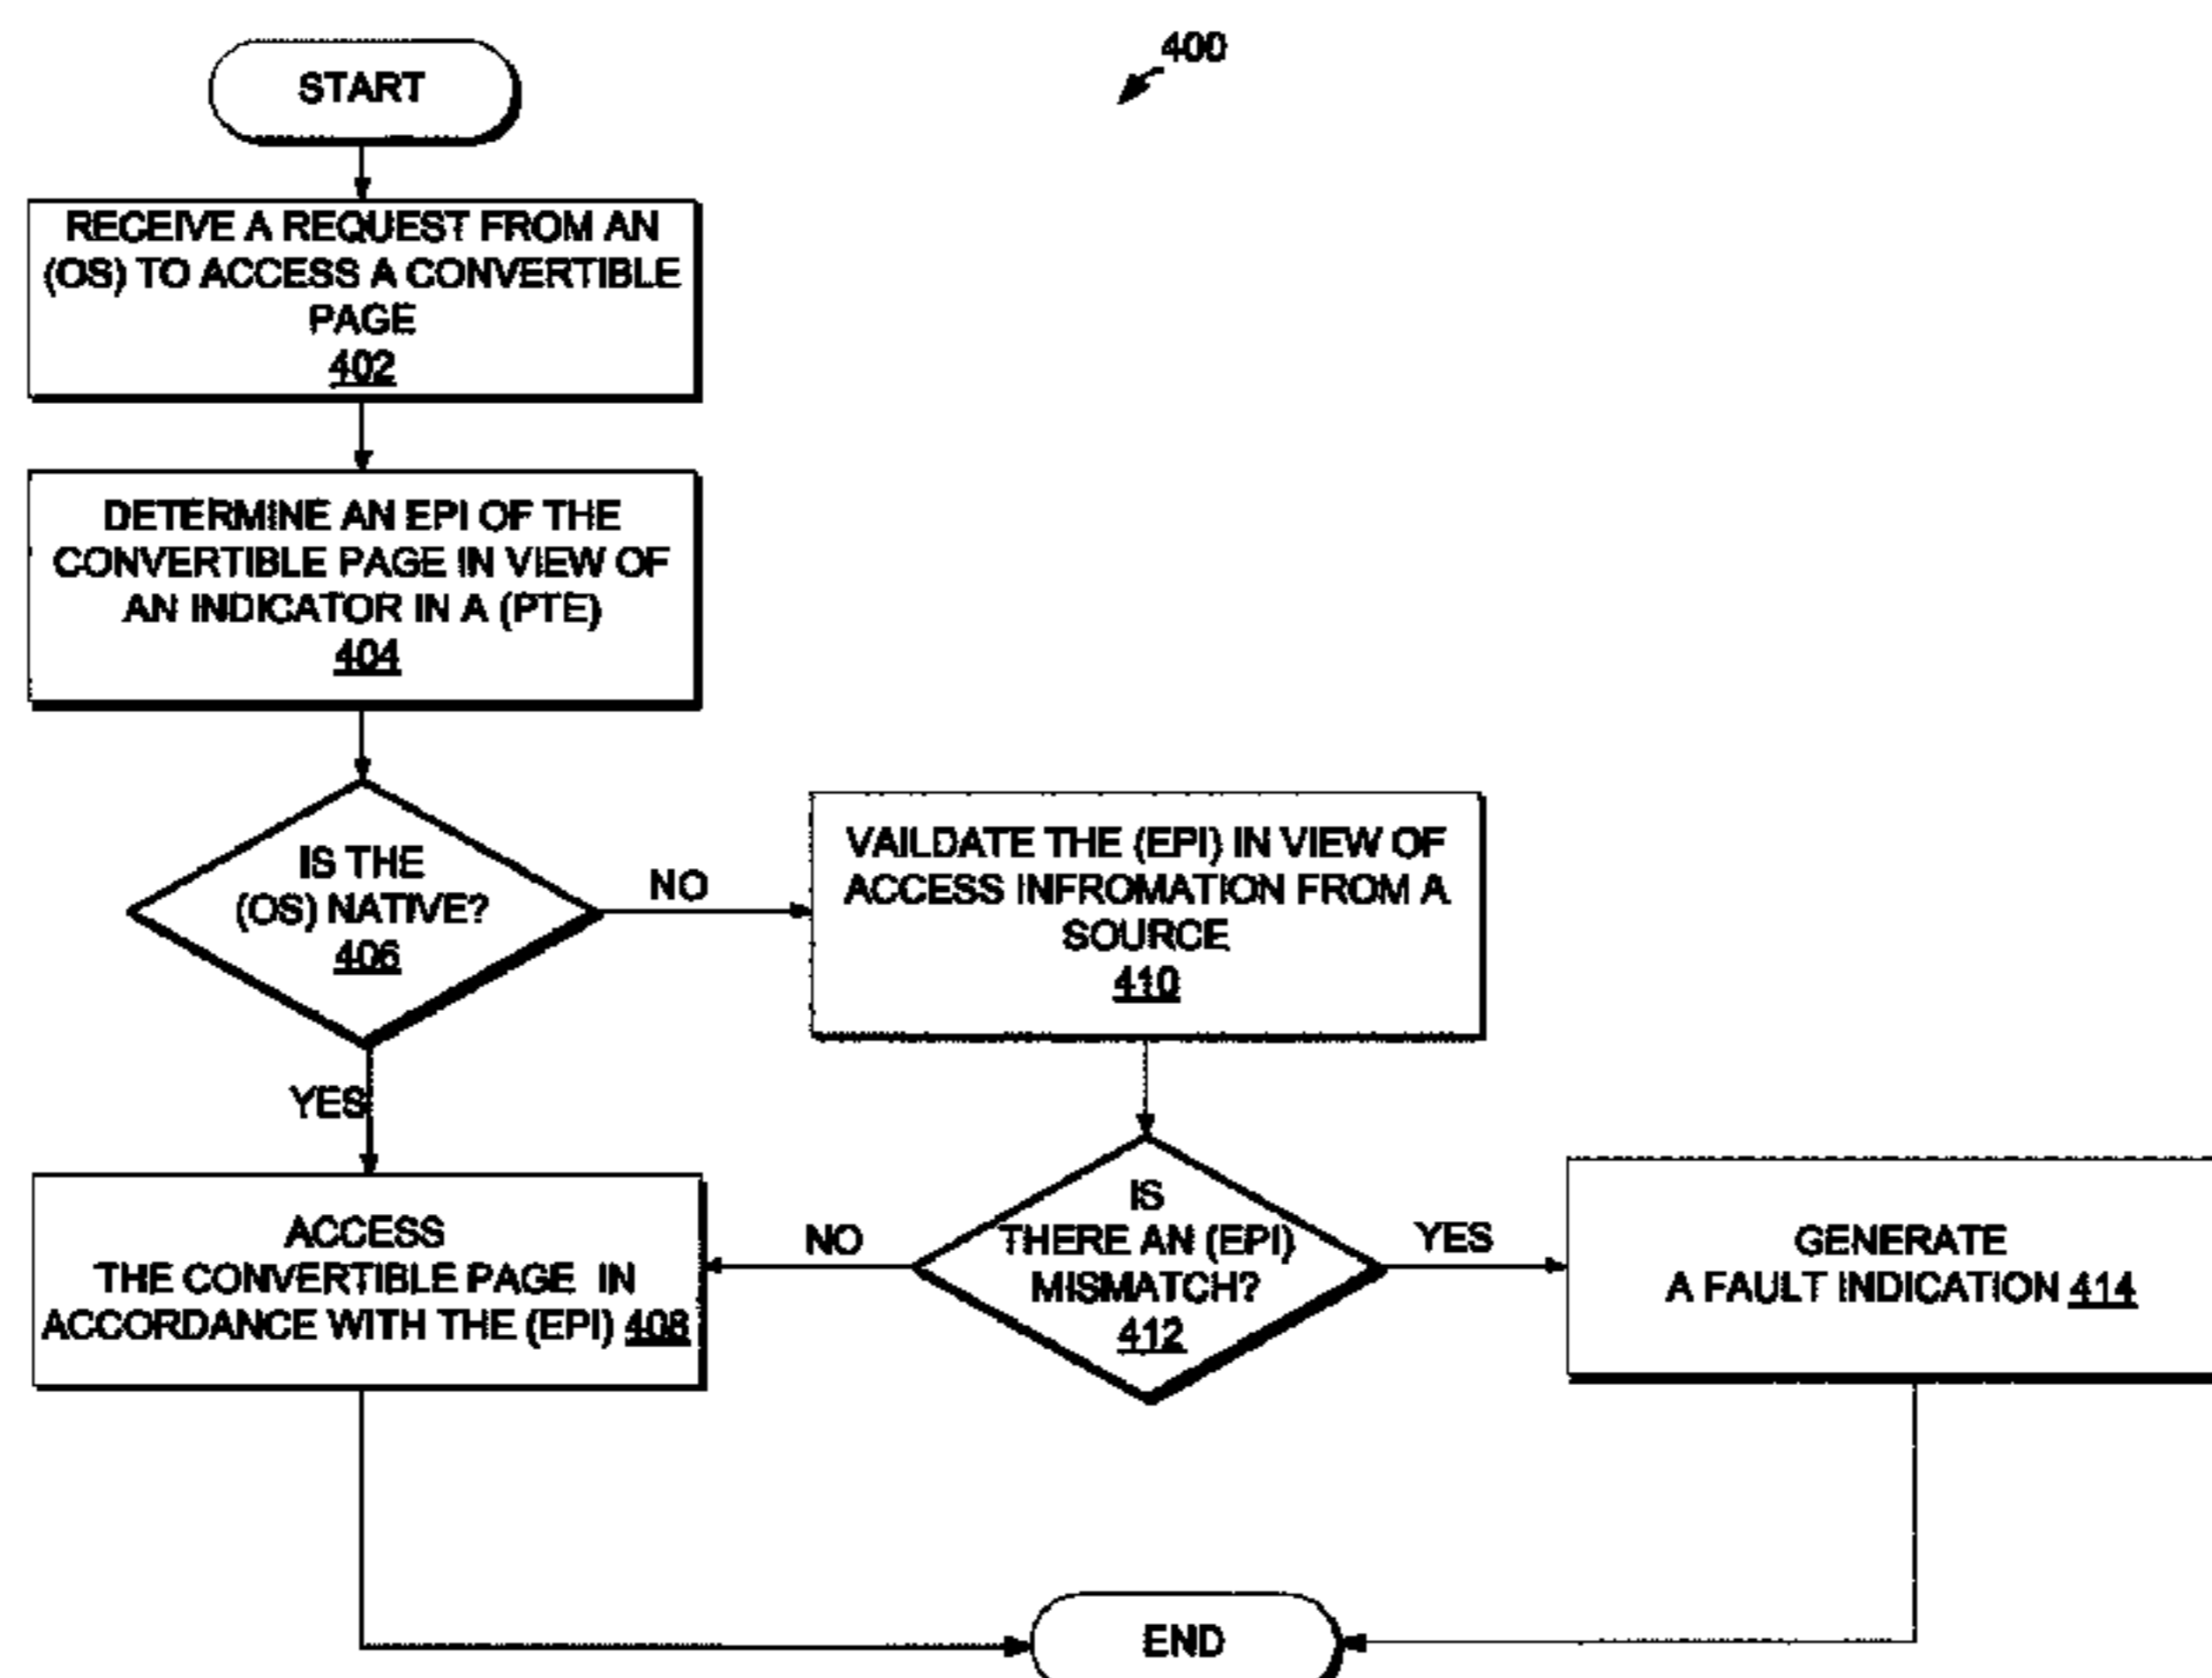 400
START
RECEIVE A REQUEST FROM AN
(OS) TO ACCESS A CONVERTIBLE
PAGE
402
DETERMINE AN EPI OF THE
CONVERTIBLE PAGE IN VIEW OF
AN INDICATOR IN A (PTE)
404
IS THE
(OS) NATIVE?
406
NO
VAILDATE THE (EPI) IN VIEW OF
ACCESS INFROMATION FROM A
SOURCE
410
YES
ACCESS
THE CONVERTIBLE PAGE IN
ACCORDANCE WITH THE (EPI) 408
NO
IS
THERE AN (EPI)
MISMATCH?
412
YES
GENERATE
A FAULT INDICATION 414
END